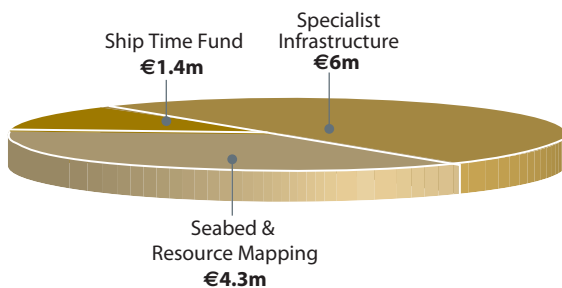 Ship Time Fund
€1.4m
Specialist
Infrastructure
€6m
Seabed &
Resource Mapping
€4.3m